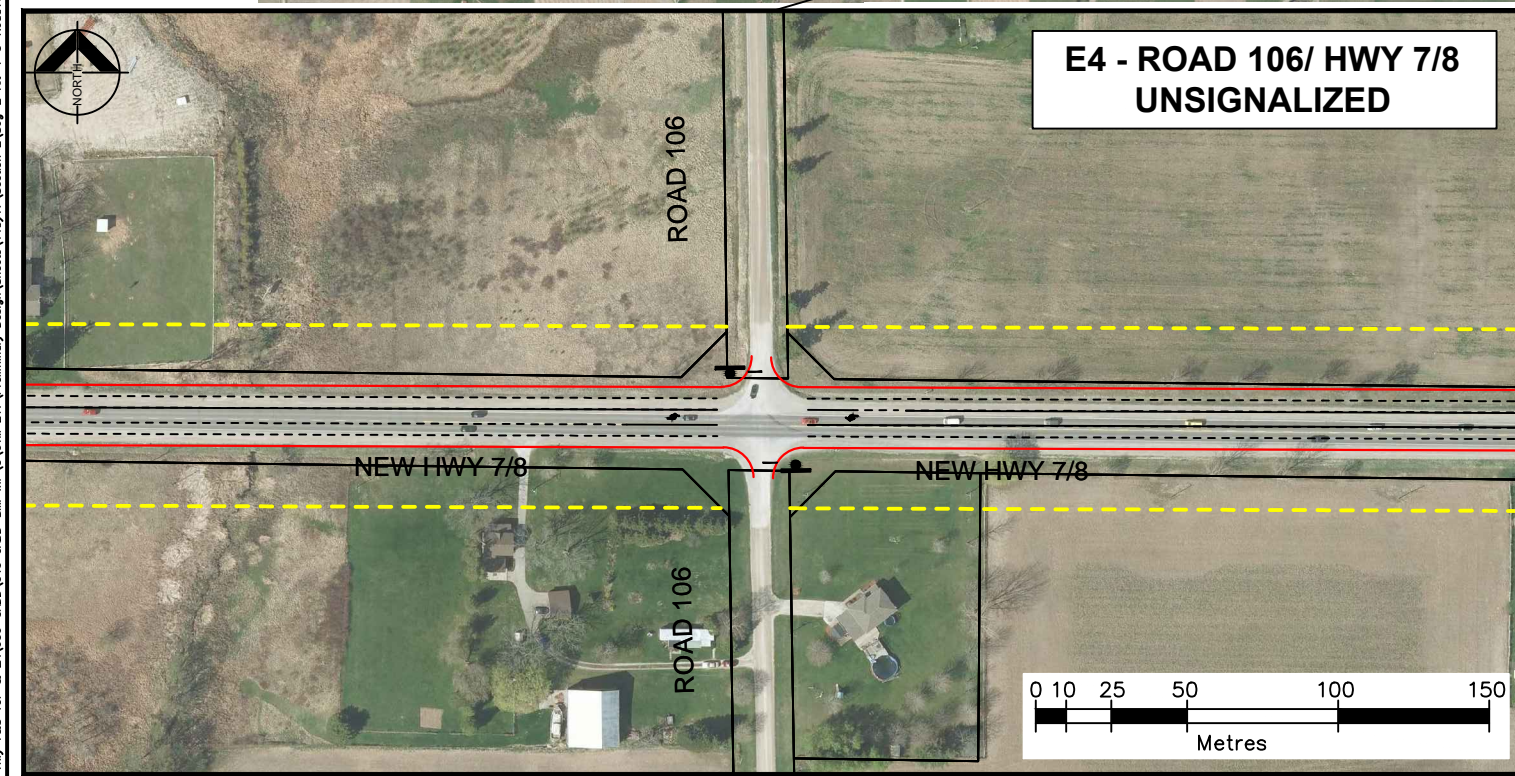 NORTH
E4 - ROAD 106/ HWY 7/8
UNSIGNALIZED
ROAD 106
NEW HWY 7/8
NEW HWY 7/8
ROAD 106
0 10 25 50 100 150
Metres